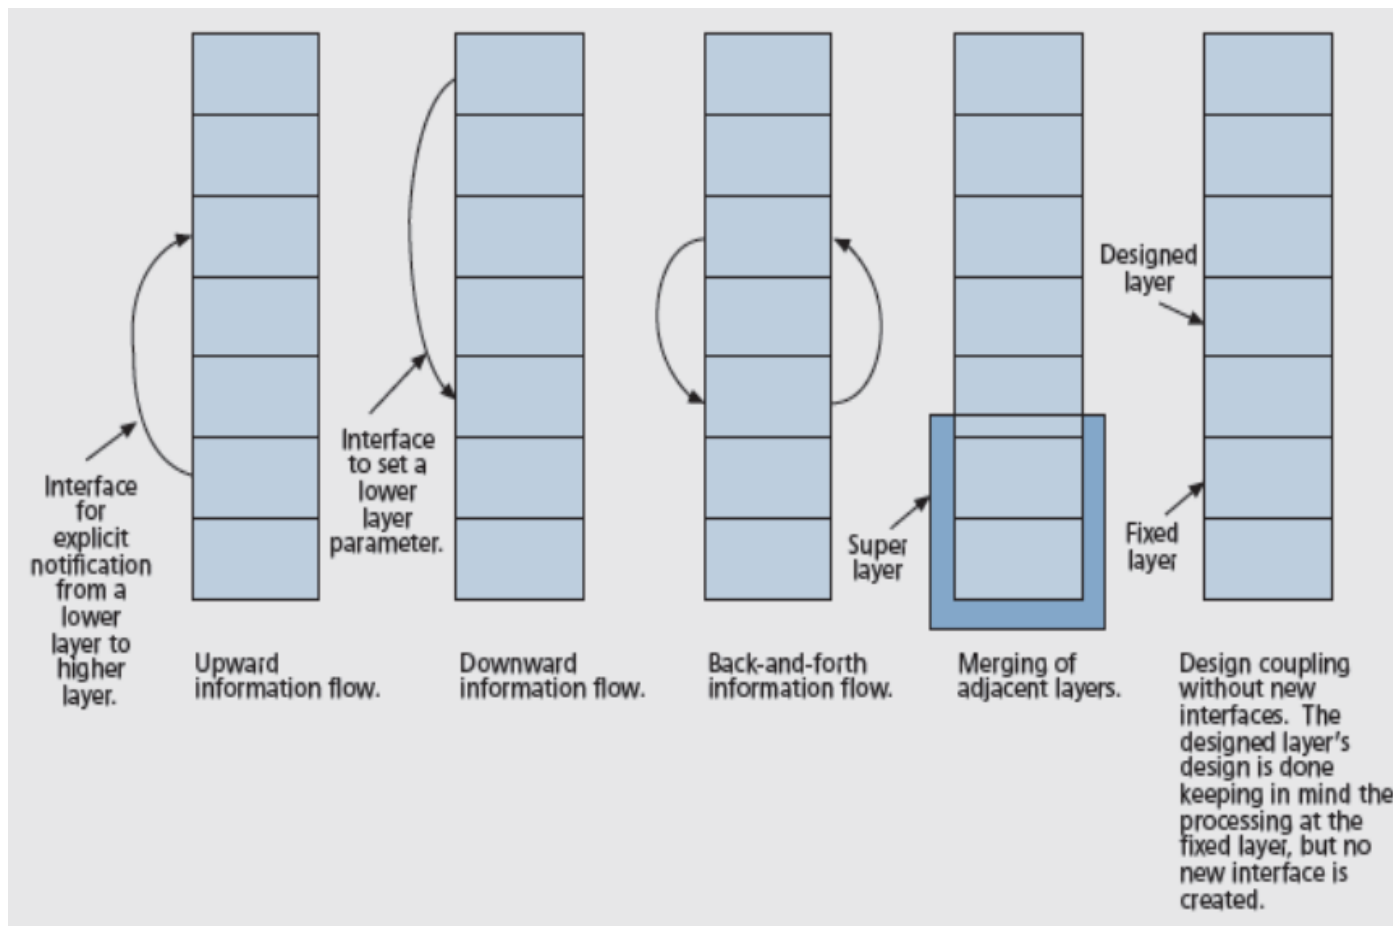 Interface
for
explicit
notification
from a
lower
layer to
higher
layer.
Upward
information flow.
Interface
to set a
lower
layer
parameter.
Downward
information flow.
Back-and-forth
information flow.
Super
layer
Merging of
adjacent layers.
Designed
layer
Fixed
layer
Design coupling
without new
interfaces. The
designed layer's
design is done
keeping in mind the
processing at the
fixed layer, but no
new interface is
created.